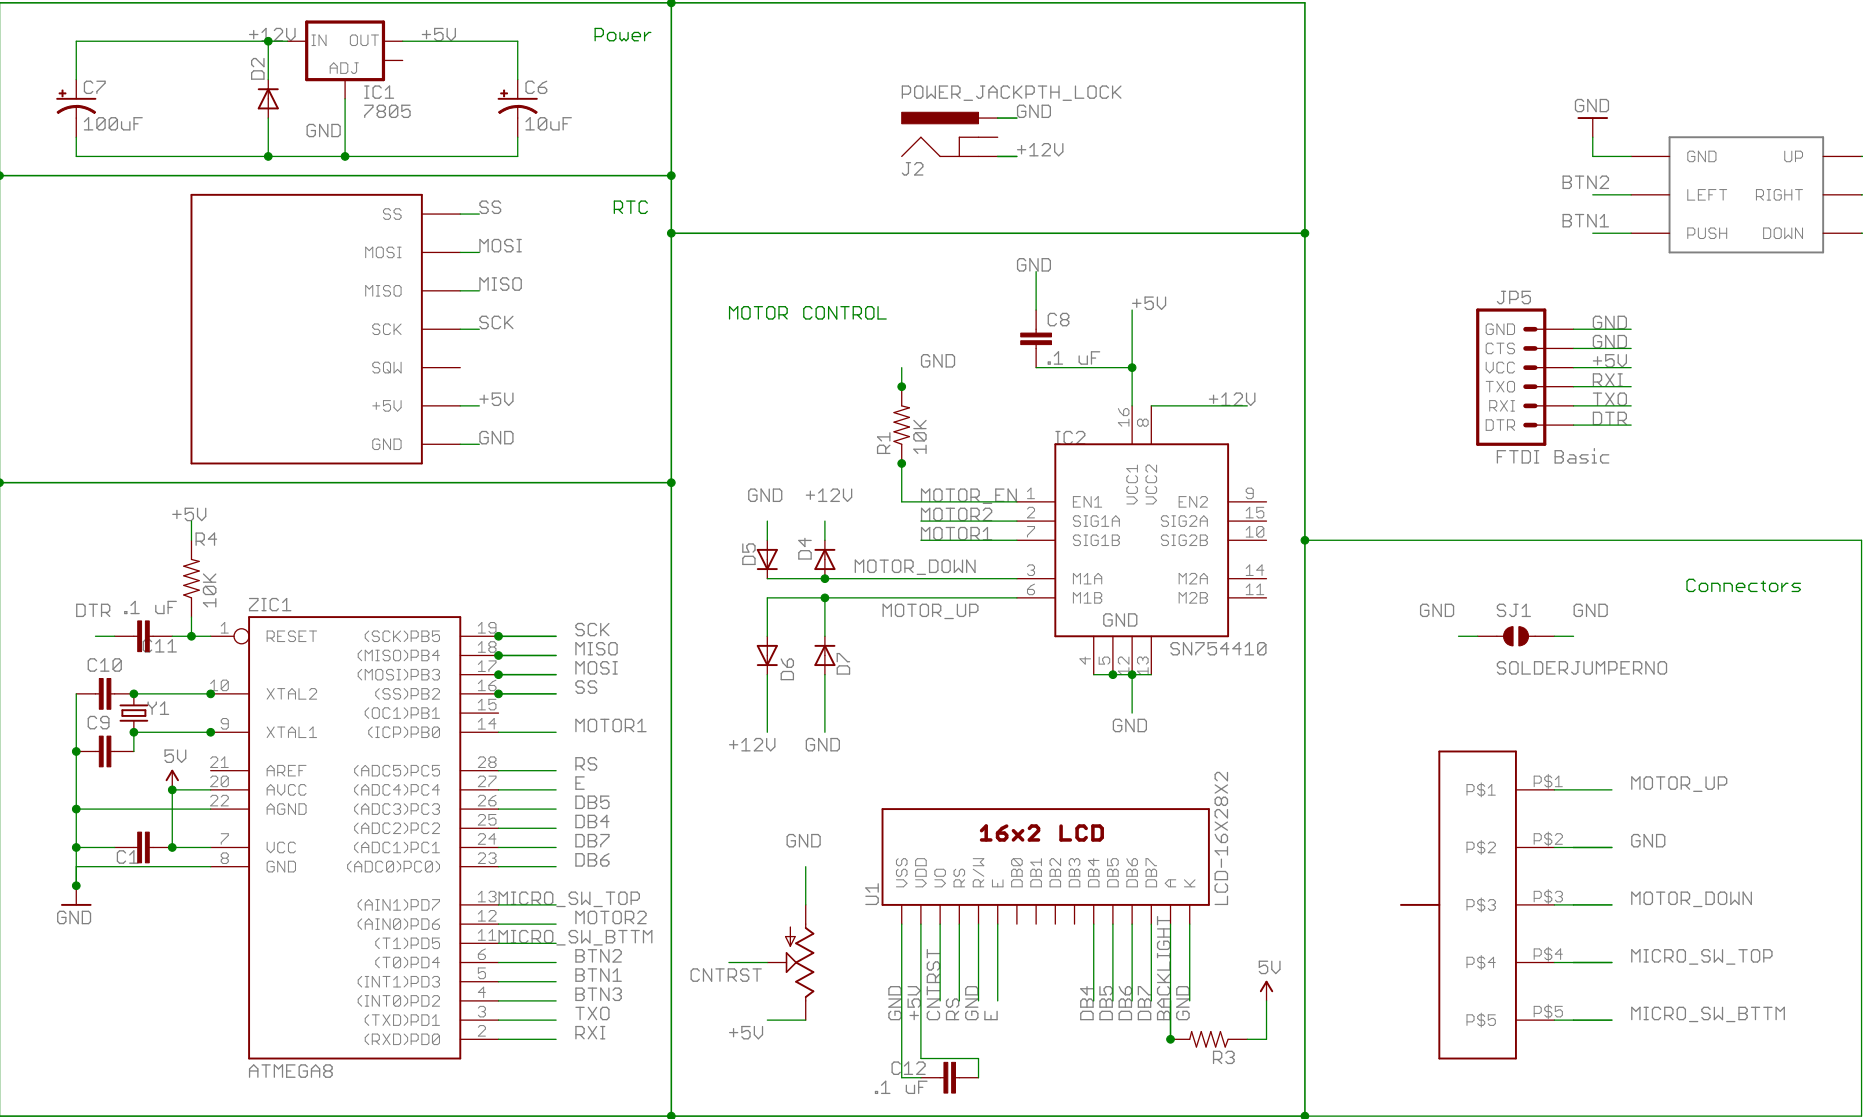 Power
+12V
IN OUT
ADJ
+5V
D2
C7
100uF
IC1
7805
GND
C6
10uF
RTC
SS SS
MOSI MOSI
MISO MISO
SCK SCK
SQW
+5V +5V
GND GND
+5V
R4
10K
DTR .1 uF
C11
ZIC1
C10
Y1
C9
5V
C1
GND
1 RESET
10 XTAL2
9 XTAL1
21 AREF
20 AVCC
22 AGND
7 VCC
8 GND
(SCK)PB5 19 SCK
(MISO)PB4 18 MISO
(MOSI)PB3 17 MOSI
(SS)PB2 16 SS
(OC1)PB1 15
(ICP)PB0 14 MOTOR1
(ADC5)PC5 28 RS
(ADC4)PC4 27 E
(ADC3)PC3 26 DB5
(ADC2)PC2 25 DB4
(ADC1)PC1 24 DB7
(ADC0)PC0) 23 DB6
(AIN1)PD7 13 MICRO_SW_TOP
(AIN0)PD6 12 MOTOR2
(T1)PD5 11 MICRO_SW_BTTM
(T0)PD4 6 BTN2
(INT1)PD3 5 BTN1
(INT0)PD2 4 BTN3
(TXD)PD1 3 TXO
(RXD)PD0 2 RXI
ATMEGA8
POWER_JACKPTH_LOCK
GND
+12V
J2
MOTOR CONTROL
GND
C8
.1 uF
+5V
GND
R1
10K
+12V
16
8
IC2
VCC1
VCC2
MOTOR_EN 1 EN1 EN2 9
MOTOR2 2 SIG1A SIG2A 15
MOTOR1 7 SIG1B SIG2B 10
GND +12V
D5 D4
MOTOR_DOWN 3 M1A M2A 14
MOTOR_UP 6 M1B M2B 11
GND
SN754410
4 5 12 13
GND
D6 D7
+12V GND
16x2 LCD
LCD-16X28X2
U1
VSS VDD VO RS R/W E DB0 DB1 DB2 DB3 DB4 DB5 DB6 DB7 A K
GND +5V CNTRST RS GND E DB4 DB5 DB6 DB7 BACKLIGHT GND
GND
CNTRST
+5V
C12
.1 uF
R3
5V
GND
BTN2
BTN1
GND UP
LEFT RIGHT
PUSH DOWN
JP5
GND GND
CTS GND
VCC +5V
TXO RXI
RXI TXO
DTR DTR
FTDI Basic
Connectors
GND SJ1 GND
SOLDERJUMPERNO
P$1 P$1 MOTOR_UP
P$2 P$2 GND
P$3 P$3 MOTOR_DOWN
P$4 P$4 MICRO_SW_TOP
P$5 P$5 MICRO_SW_BTTM